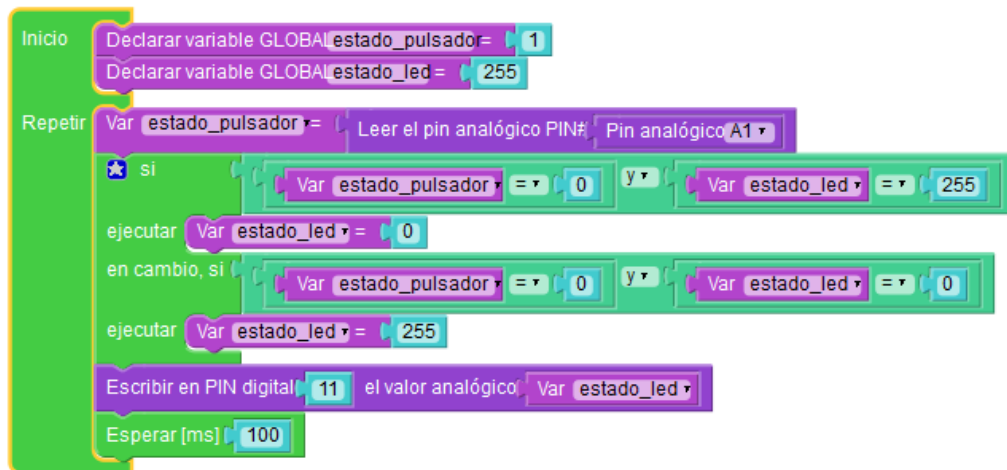 Inicio Declarar variable GLOBAL estado_pulsador= 1
Declarar variable GLOBAL estado_led = 255
Repetir Var estado_pulsador = Leer el pin analógico PIN# Pin analógico A1
si Var estado_pulsador = 0 y Var estado_led = 255
ejecutar Var estado_led = 0
en cambio, si Var estado_pulsador = 0 y Var estado_led = 0
ejecutar Var estado_led = 255
Escribir en PIN digital 11 el valor analógico Var estado_led
Esperar [ms] 100